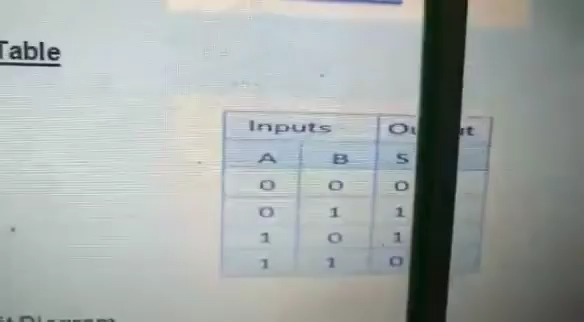 Table
Inputs
A B S
0 0 0
0 1 1
1 0 1
1 1 0